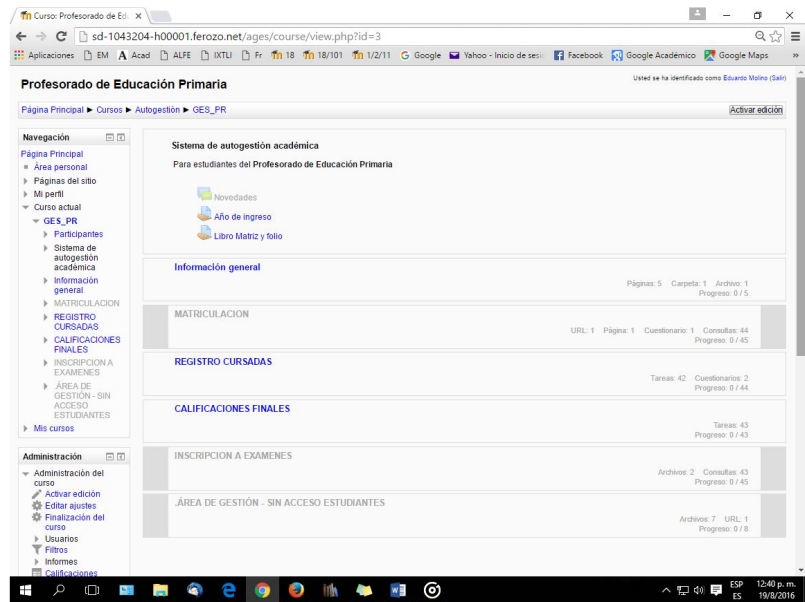 Curso: Profesorado de Edu
sd-1043204-h00001.ferozo.net/ages/course/view.php?id=3
Aplicaciones EM Acad ALFE IXTLI Fr 18 18/101 1/2/11 Google Yahoo - Inicio de sesi Facebook Google Académico Google Maps »
Profesorado de Educación Primaria
Usted se ha identificado como Eduardo Molino (Salir)
Página Principal ► Cursos ► Autogestión ► GES_PR
Activar edición
Navegación
Página Principal
Área personal
Páginas del sitio
Mi perfil
Curso actual
GES_PR
Participantes
Sistema de
autogestión
académica
Información
general
MATRICULACION
REGISTRO
CURSADAS
CALIFICACIONES
FINALES
INSCRIPCION A
EXAMENES
.ÁREA DE
GESTIÓN - SIN
ACCESO
ESTUDIANTES
Mis cursos
Administración
Administración del
curso
Activar edición
Editar ajustes
Finalización del
curso
Usuarios
Filtros
Informes
Calificaciones
Sistema de autogestión académica
Para estudiantes del Profesorado de Educación Primaria
Novedades
Año de ingreso
Libro Matriz y folio
Información general
Páginas: 5 Carpeta: 1 Archivo: 1
Progreso: 0 / 5
MATRICULACION
URL: 1 Página: 1 Cuestionario: 1 Consultas: 44
Progreso: 0 / 45
REGISTRO CURSADAS
Tareas: 42 Cuestionarios: 2
Progreso: 0 / 44
CALIFICACIONES FINALES
Tareas: 43
Progreso: 0 / 43
INSCRIPCION A EXAMENES
Archivos: 2 Consultas: 43
Progreso: 0 / 45
.ÁREA DE GESTIÓN - SIN ACCESO ESTUDIANTES
Archivos: 7 URL: 1
Progreso: 0 / 8
ESP 12:40 p. m.
ES 19/8/2016